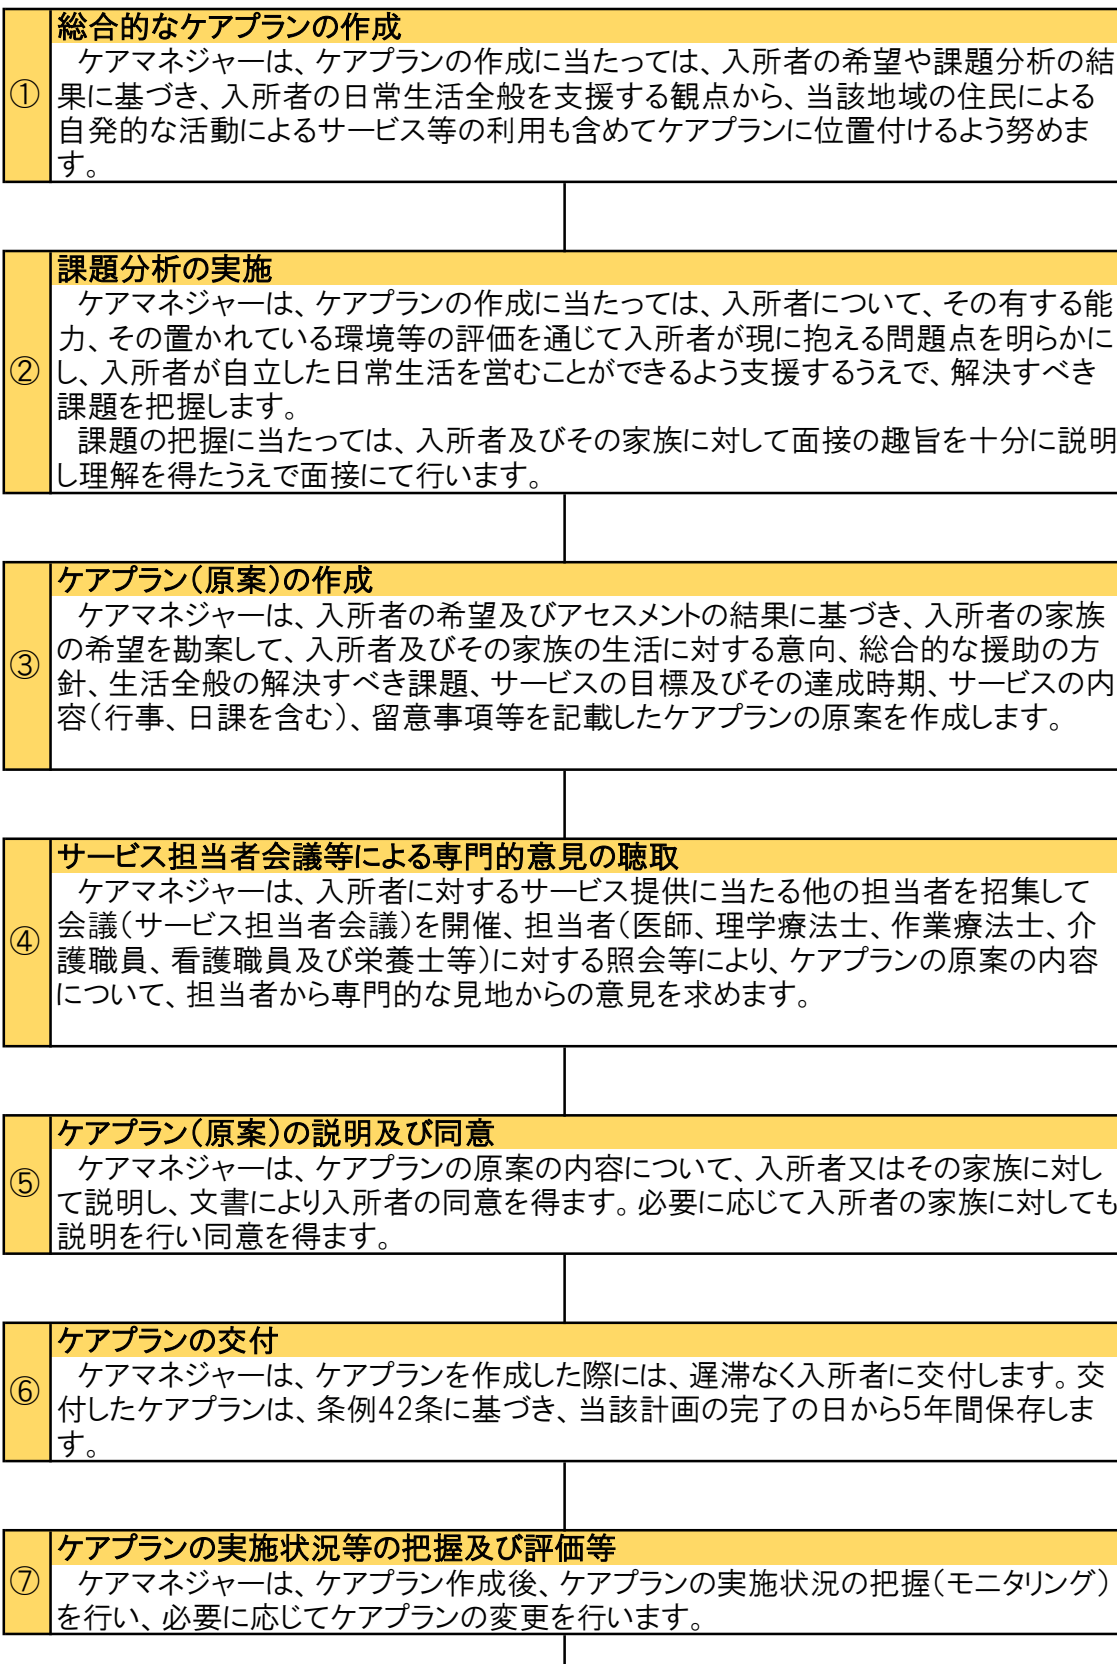 総合的なケアプランの作成
①
ケアマネジャーは、ケアプランの作成に当たっては、入所者の希望や課題分析の結
果に基づき、入所者の日常生活全般を支援する観点から、当該地域の住民による
自発的な活動によるサービス等の利用も含めてケアプランに位置付けるよう努めま
す。
課題分析の実施
②
ケアマネジャーは、ケアプランの作成に当たっては、入所者について、その有する能
力、その置かれている環境等の評価を通じて入所者が現に抱える問題点を明らかに
し、入所者が自立した日常生活を営むことができるよう支援するうえで、解決すべき
課題を把握します。
課題の把握に当たっては、入所者及びその家族に対して面接の趣旨を十分に説明
し理解を得たうえで面接にて行います。
ケアプラン(原案)の作成
③
ケアマネジャーは、入所者の希望及びアセスメントの結果に基づき、入所者の家族
の希望を勘案して、入所者及びその家族の生活に対する意向、総合的な援助の方
針、生活全般の解決すべき課題、サービスの目標及びその達成時期、サービスの内
容(行事、日課を含む)、留意事項等を記載したケアプランの原案を作成します。
サービス担当者会議等による専門的意見の聴取
④
ケアマネジャーは、入所者に対するサービス提供に当たる他の担当者を招集して
会議(サービス担当者会議)を開催、担当者(医師、理学療法士、作業療法士、介
護職員、看護職員及び栄養士等)に対する照会等により、ケアプランの原案の内容
について、担当者から専門的な見地からの意見を求めます。
ケアプラン(原案)の説明及び同意
⑤
ケアマネジャーは、ケアプランの原案の内容について、入所者又はその家族に対し
て説明し、文書により入所者の同意を得ます。必要に応じて入所者の家族に対しても
説明を行い同意を得ます。
ケアプランの交付
⑥
ケアマネジャーは、ケアプランを作成した際には、遅滞なく入所者に交付します。交
付したケアプランは、条例42条に基づき、当該計画の完了の日から5年間保存しま
す。
ケアプランの実施状況等の把握及び評価等
⑦
ケアマネジャーは、ケアプラン作成後、ケアプランの実施状況の把握(モニタリング)
を行い、必要に応じてケアプランの変更を行います。